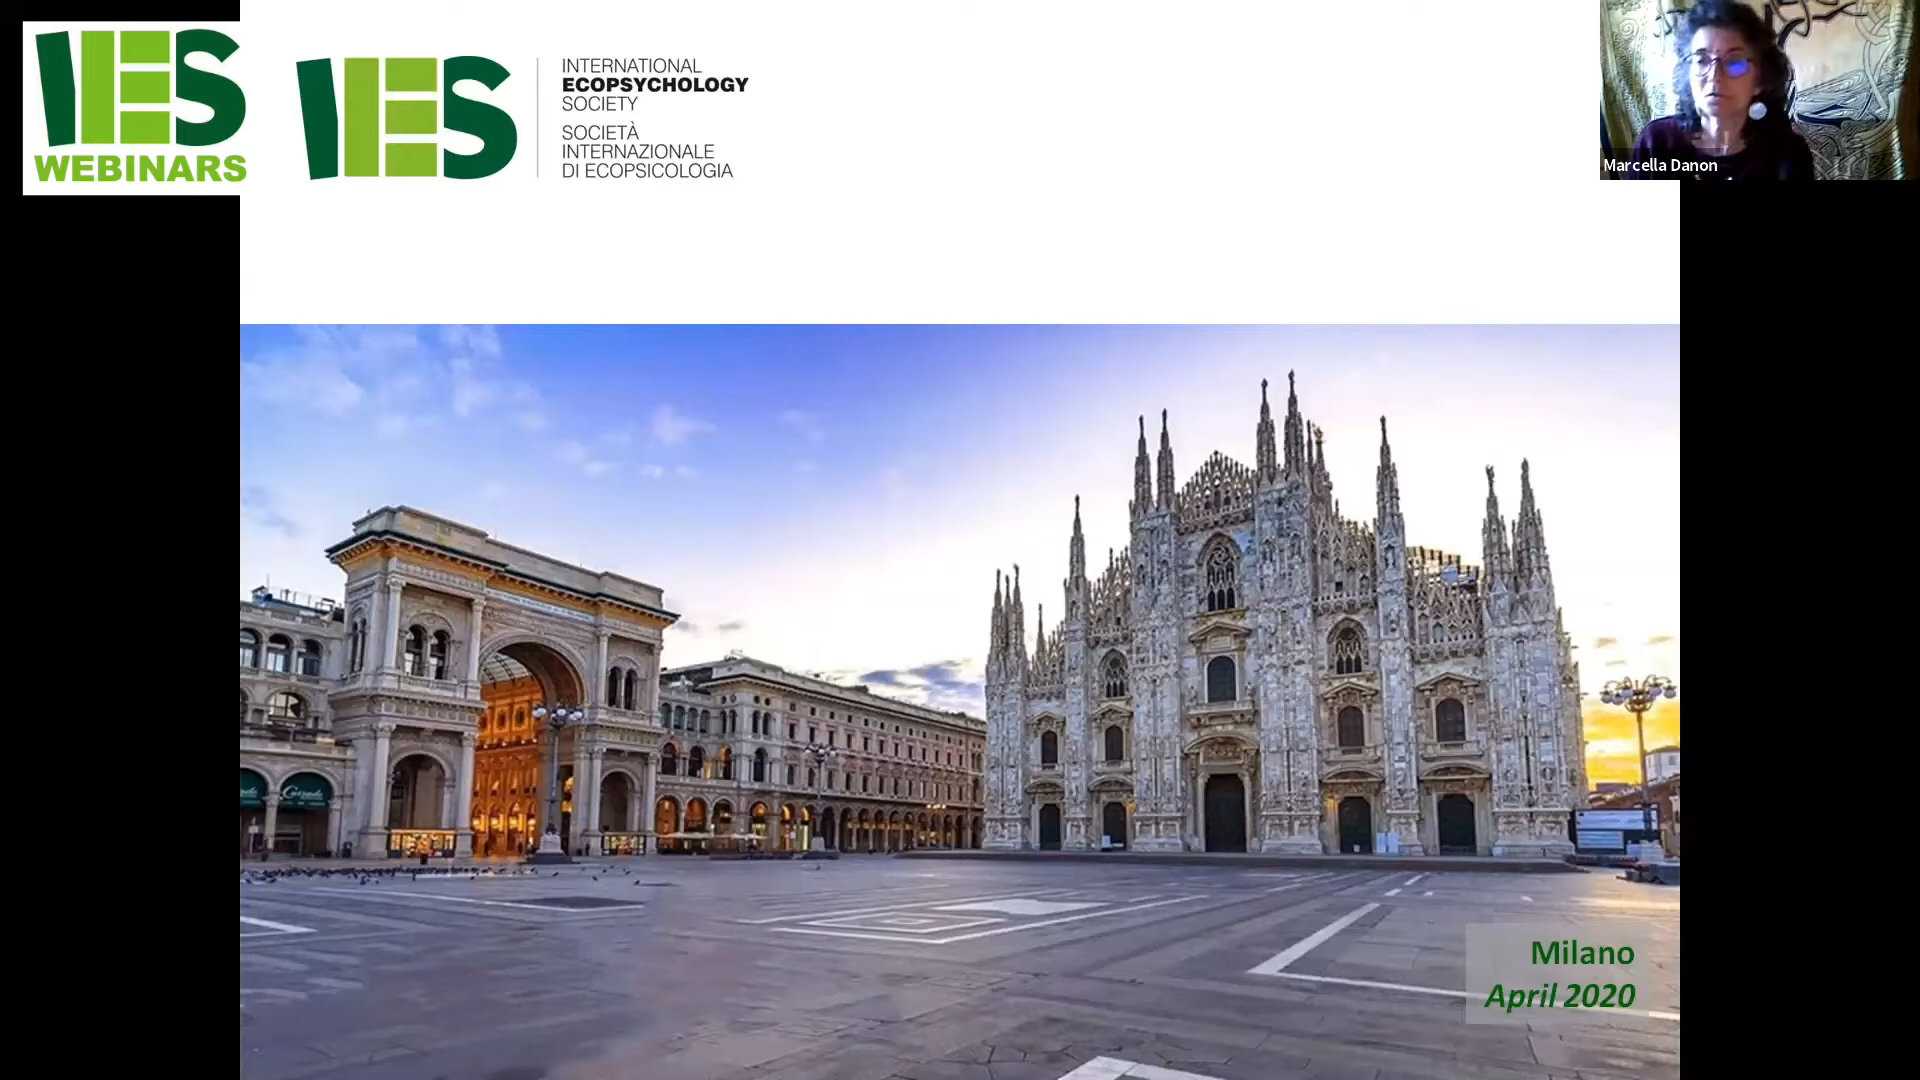 IES
WEBINARS
IES
INTERNATIONAL
ECOPSYCHOLOGY
SOCIETY
SOCIETÀ
INTERNAZIONALE
DI ECOPSICOLOGIA
Marcella Danon
Milano
April 2020